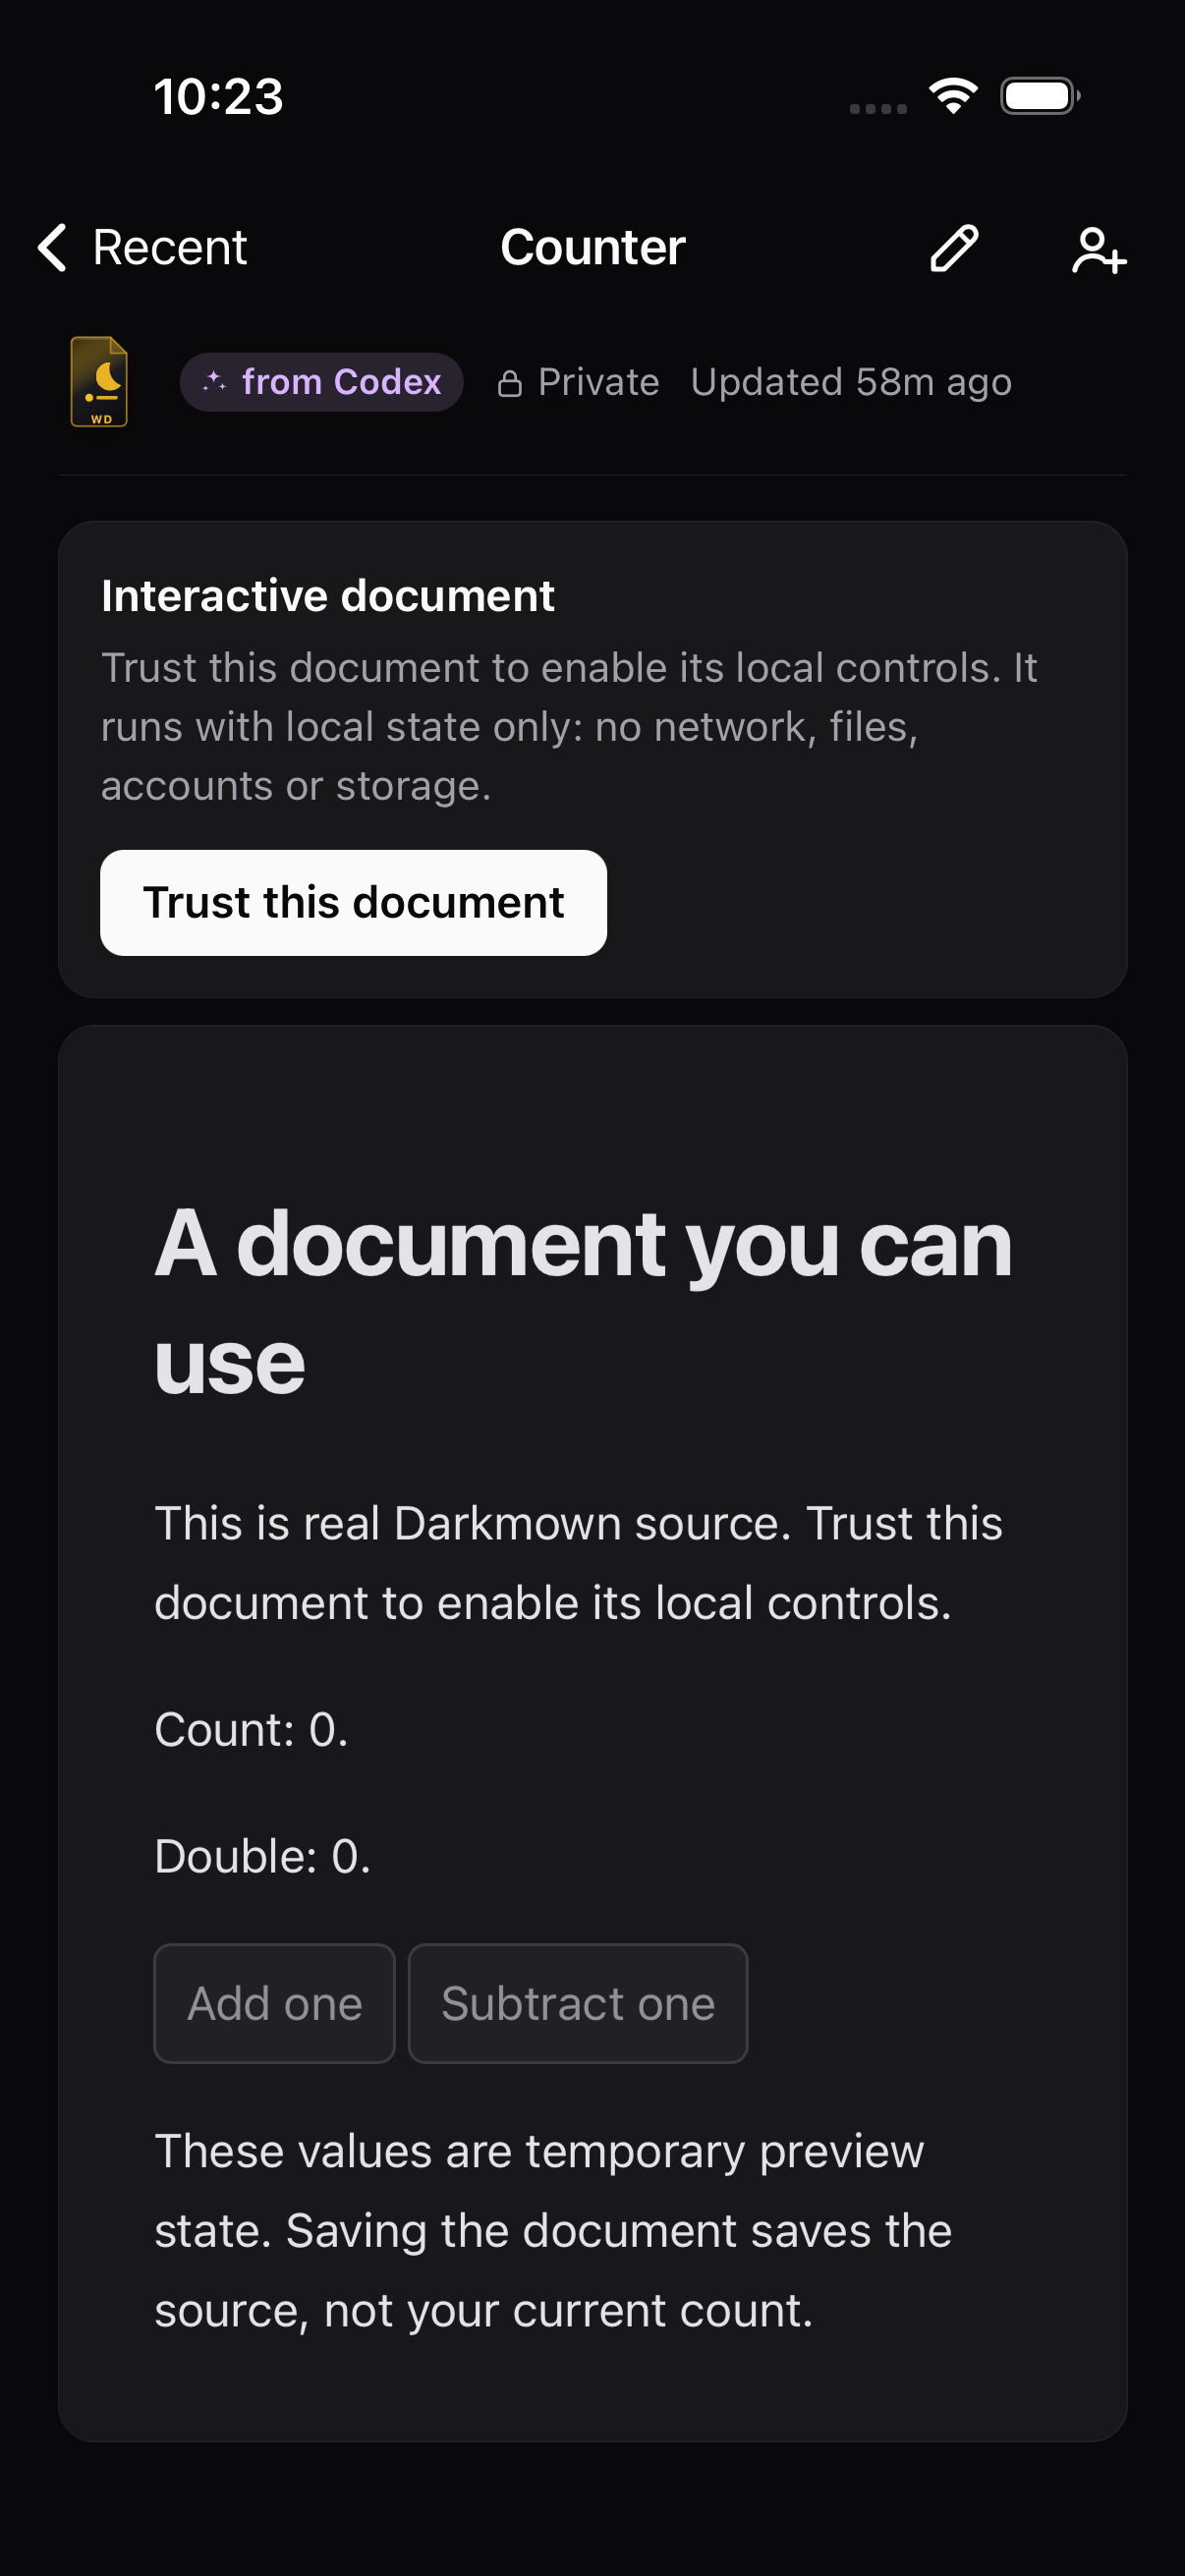 10:23
Recent
Counter
WD
from Codex
Private
Updated 58m ago
Interactive document
Trust this document to enable its local controls. It
runs with local state only: no network, files,
accounts or storage.
Trust this document
A document you can
use
This is real Darkmown source. Trust this
document to enable its local controls.
Count: 0.
Double: 0.
Add one
Subtract one
These values are temporary preview
state. Saving the document saves the
source, not your current count.